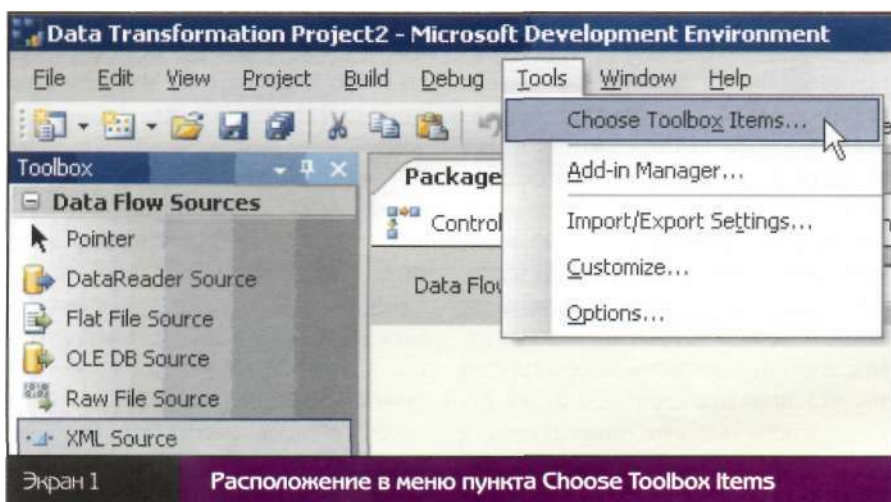 Data Transformation Project2 - Microsoft Development Environment
File Edit View Project Build Debug Tools Window Help
Choose Toolbox Items...
Add-in Manager...
Import/Export Settings...
Customize...
Options...
Toolbox
Data Flow Sources
Pointer
DataReader Source
Flat File Source
OLE DB Source
Raw File Source
XML Source
Package
Control
Data Flo
Экран 1 Расположение в меню пункта Choose Toolbox Items